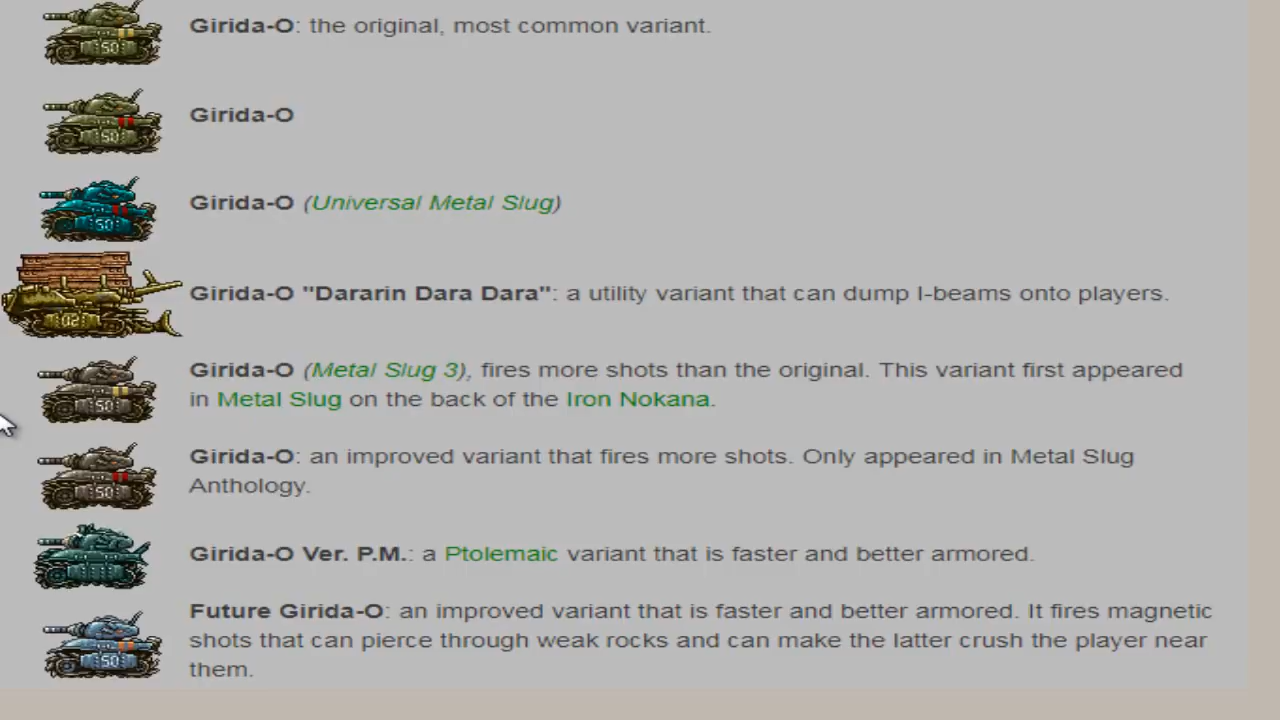 Girida-O: the original, most common variant.
Girida-O
Girida-O (Universal Metal Slug)
Girida-O "Dararin Dara Dara": a utility variant that can dump I-beams onto players.
Girida-O (Metal Slug 3), fires more shots than the original. This variant first appeared
in Metal Slug on the back of the Iron Nokana.
Girida-O: an improved variant that fires more shots. Only appeared in Metal Slug
Anthology.
Girida-O Ver. P.M.: a Ptolemaic variant that is faster and better armored.
Future Girida-O: an improved variant that is faster and better armored. It fires magnetic
shots that can pierce through weak rocks and can make the latter crush the player near
them.